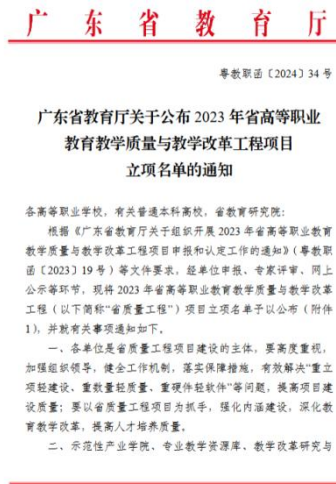 广东省教育厅
粤教职函〔2024〕34号
广东省教育厅关于公布2023年省高等职业
教育教学质量与教学改革工程项目
立项名单的通知
各高等职业学校，有关普通本科高校，省教育研究院：
根据《广东省教育厅关于组织开展2023年省高等职业教育
教学质量与教学改革工程项目申报和认定工作的通知》（粤教职
函〔2023〕19号）等文件要求，经单位申报、专家评审、网上
公示等环节，现将2023年省高等职业教育教学质量与教学改革
工程（以下简称“省质量工程”）项目立项名单予以公布（附件
1），并就有关事项通知如下。
一、各单位是省质量工程项目建设的主体，要高度重视，
加强组织领导，健全工作机制，落实保障措施，有效解决“重立
项轻建设、重数量轻质量、重硬件轻软件”等问题，提高项目建
设质量；要以省质量工程项目为抓手，强化内涵建设，深化教
育教学改革，提高人才培养质量。
二、示范性产业学院、专业教学资源库、教学改革研究与